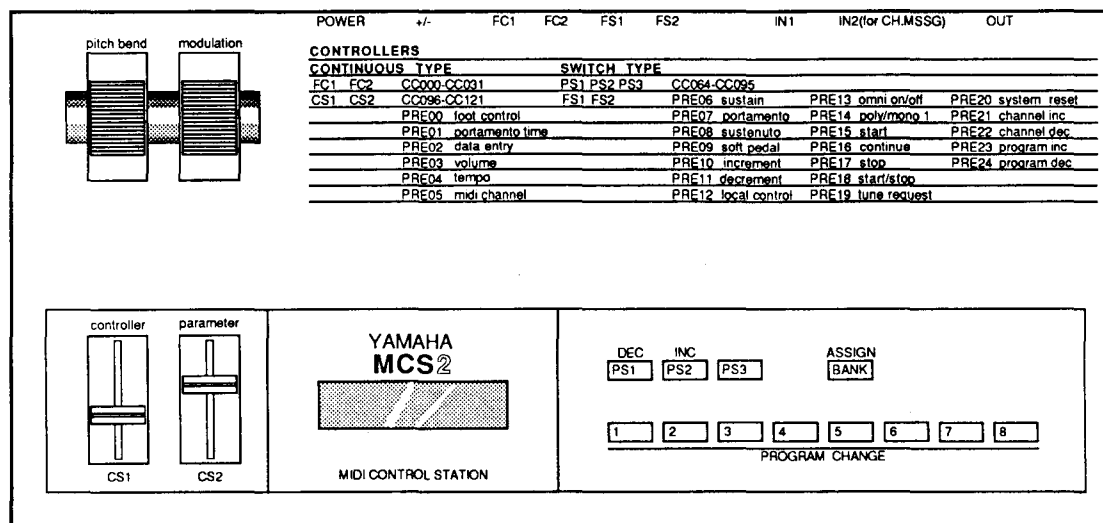 POWER +/- FC1 FC2 FS1 FS2 IN1 IN2(for CH.MSSG) OUT
pitch bend modulation
CONTROLLERS
CONTINUOUS TYPE SWITCH TYPE
FC1 FC2 CC000-CC031 PS1 PS2 PS3 CC064-CC095
CS1 CS2 CC096-CC121 FS1 FS2 PRE06 sustain PRE13 omni on/off PRE20 system reset
PRE00 foot control PRE07 portamento PRE14 poly/mono 1 PRE21 channel inc
PRE01 portamento time PRE08 sustenuto PRE15 start PRE22 channel dec
PRE02 data entry PRE09 soft pedal PRE16 continue PRE23 program inc
PRE03 volume PRE10 increment PRE17 stop PRE24 program dec
PRE04 tempo PRE11 decrement PRE18 start/stop
PRE05 midi channel PRE12 local control PRE19 tune request
controller parameter
CS1 CS2
YAMAHA
MCS2
MIDI CONTROL STATION
DEC INC ASSIGN
PS1 PS2 PS3 BANK
1 2 3 4 5 6 7 8
PROGRAM CHANGE